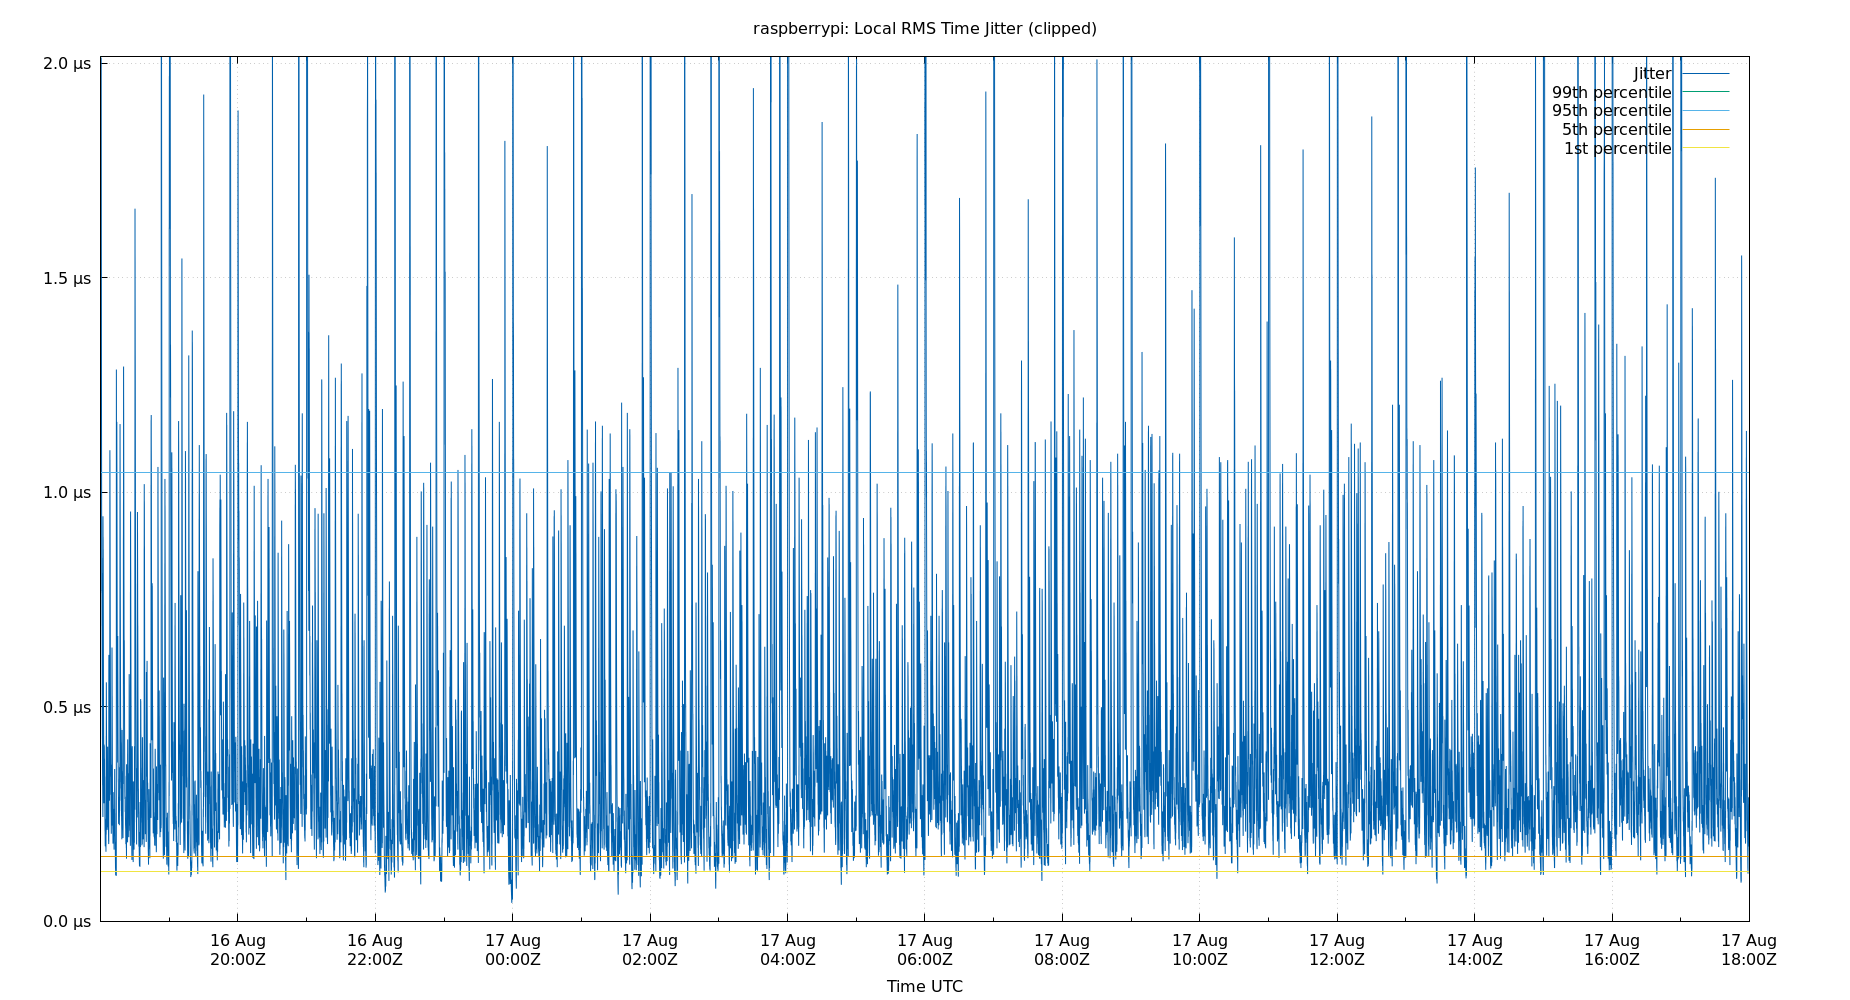 raspberrypi: Local RMS Time Jitter (clipped)
2.0 µs
1.5 µs
1.0 µs
0.5 µs
0.0 µs
Jitter
99th percentile
95th percentile
5th percentile
1st percentile
16 Aug 16 Aug 17 Aug 17 Aug 17 Aug 17 Aug 17 Aug 17 Aug 17 Aug 17 Aug 17 Aug 17 Aug
20:00Z 22:00Z 00:00Z 02:00Z 04:00Z 06:00Z 08:00Z 10:00Z 12:00Z 14:00Z 16:00Z 18:00Z
Time UTC